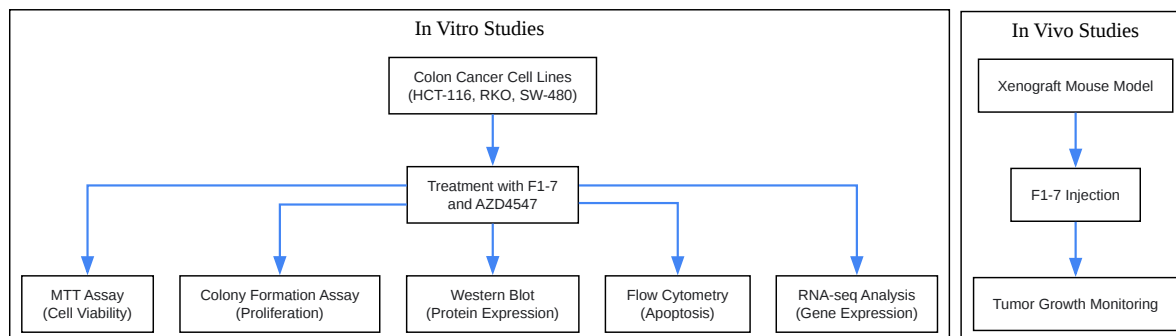 In Vitro Studies
Colon Cancer Cell Lines
(HCT-116, RKO, SW-480)
Treatment with F1-7
and AZD4547
MTT Assay
(Cell Viability)
Colony Formation Assay
(Proliferation)
Western Blot
(Protein Expression)
Flow Cytometry
(Apoptosis)
RNA-seq Analysis
(Gene Expression)
In Vivo Studies
Xenograft Mouse Model
F1-7 Injection
Tumor Growth Monitoring